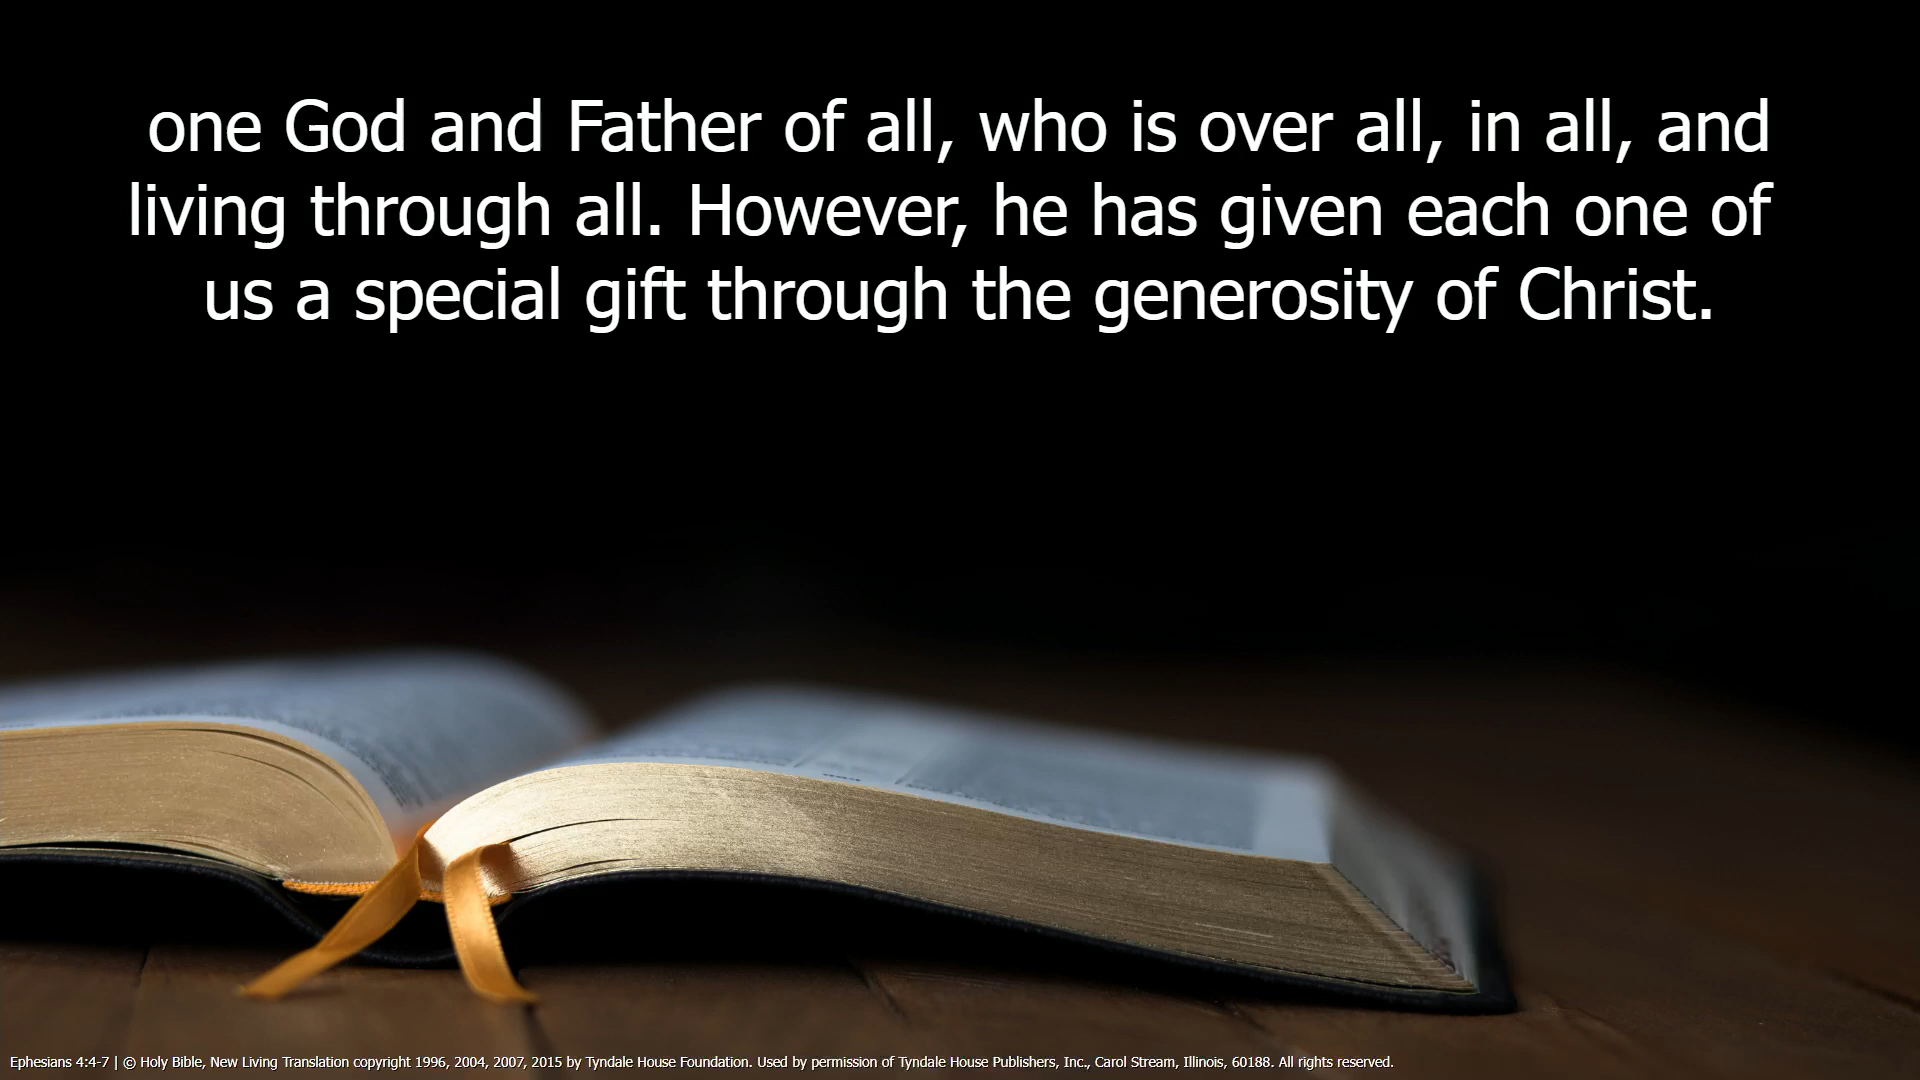 one God and Father of all, who is over all, in all, and
living through all. However, he has given each one of
us a special gift through the generosity of Christ.
Ephesians 4:4-7 | © Holy Bible, New Living Translation copyright 1996, 2004, 2007, 2015 by Tyndale House Foundation. Used by permission of Tyndale House Publishers, Inc., Carol Stream, Illinois, 60188. All rights reserved.